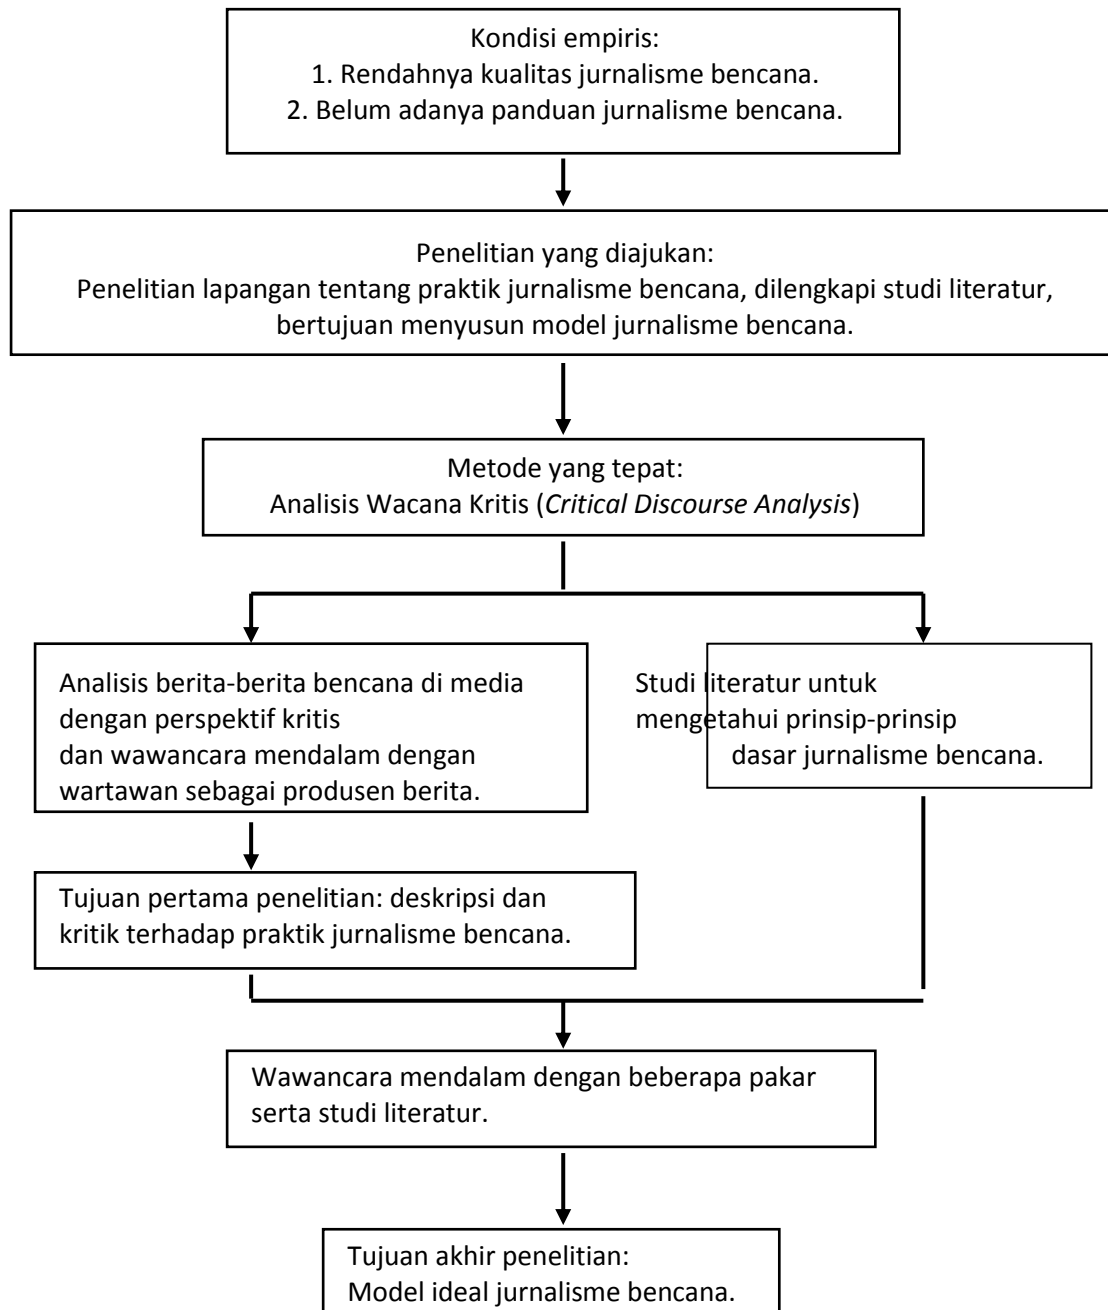 Kondisi empiris:
1. Rendahnya kualitas jurnalisme bencana.
2. Belum adanya panduan jurnalisme bencana.
Penelitian yang diajukan:
Penelitian lapangan tentang praktik jurnalisme bencana, dilengkapi studi literatur,
bertujuan menyusun model jurnalisme bencana.
Metode yang tepat:
Analisis Wacana Kritis (Critical Discourse Analysis)
Analisis berita-berita bencana di media
dengan perspektif kritis
dan wawancara mendalam dengan
wartawan sebagai produsen berita.
Studi literatur untuk
mengetahui prinsip-prinsip
dasar jurnalisme bencana.
Tujuan pertama penelitian: deskripsi dan
kritik terhadap praktik jurnalisme bencana.
Wawancara mendalam dengan beberapa pakar
serta studi literatur.
Tujuan akhir penelitian:
Model ideal jurnalisme bencana.